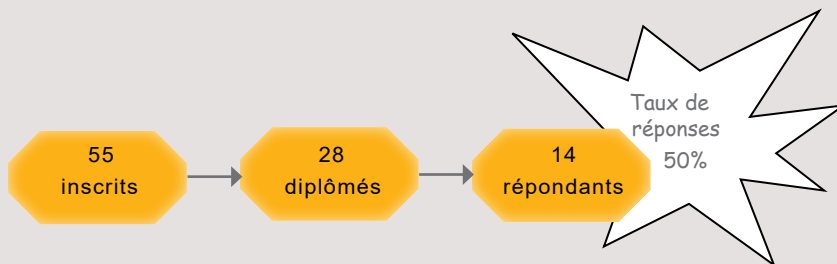 55
inscrits
28
diplômés
14
répondants
Taux de
réponses
50%